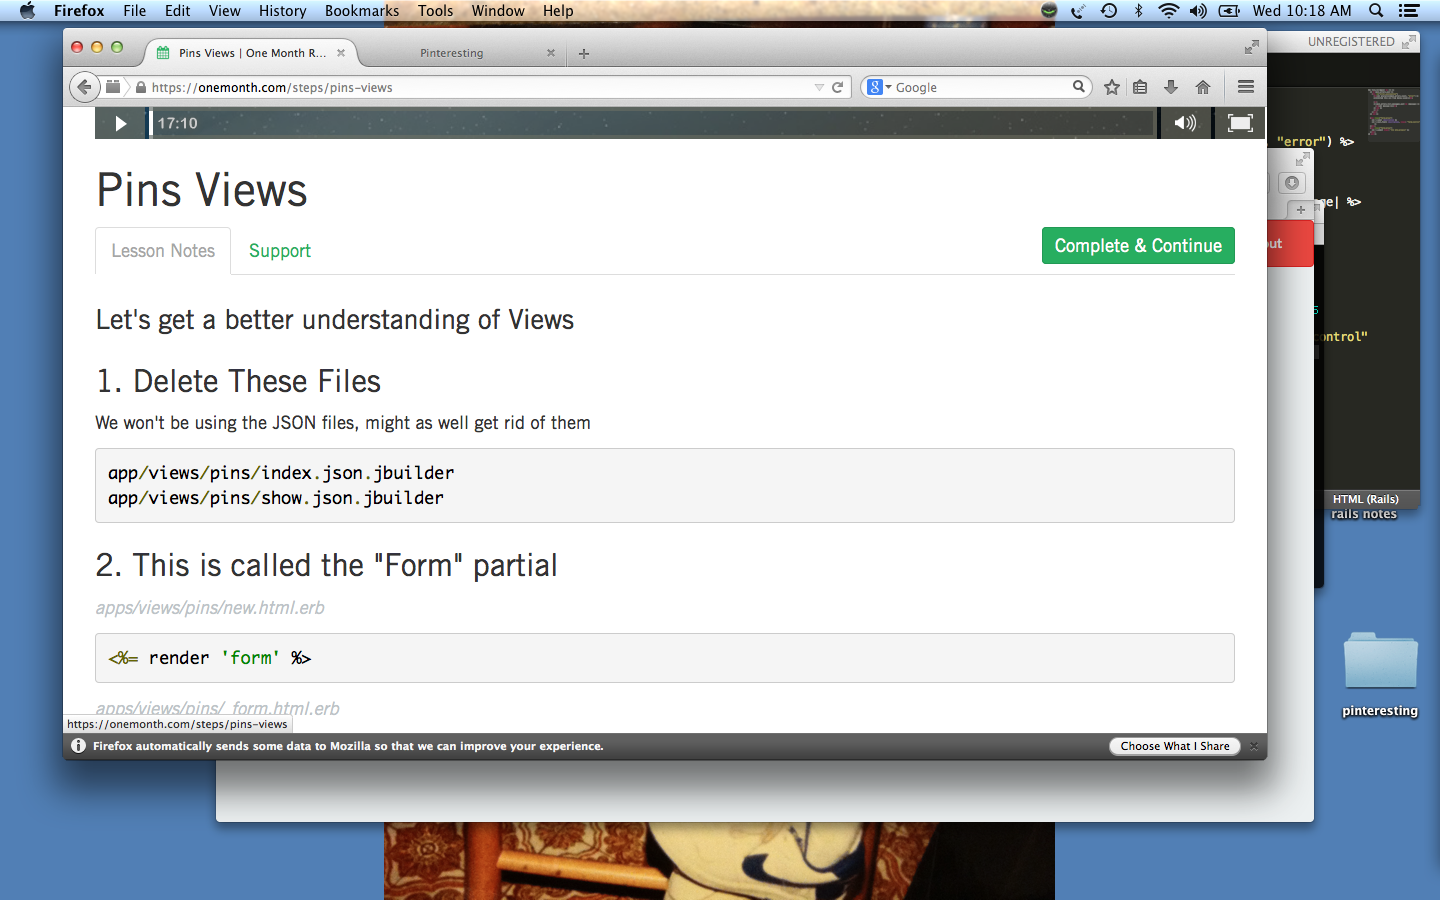 Firefox File Edit View History Bookmarks Tools Window Help Wed 10:18 AM
UNREGISTERED
Pins Views | One Month R... Pinteresting
https://onemonth.com/steps/pins-views Google
17:10
"error") %>
Pins Views
ge| %>
Lesson Notes Support Complete & Continue
out
Let's get a better understanding of Views
control"
1. Delete These Files
We won't be using the JSON files, might as well get rid of them
app/views/pins/index.json.jbuilder
app/views/pins/show.json.jbuilder
HTML (Rails)
rails notes
2. This is called the "Form" partial
apps/views/pins/new.html.erb
<%= render 'form' %>
apps/views/pins/_form.html.erb
pinteresting
https://onemonth.com/steps/pins-views
Firefox automatically sends some data to Mozilla so that we can improve your experience. Choose What I Share